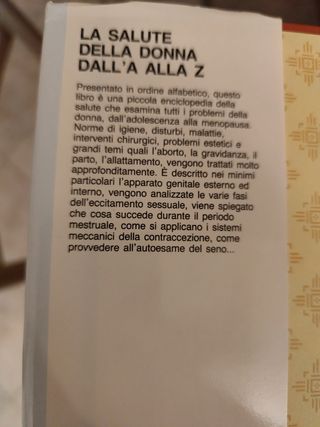 LA SALUTE
DELLA DONNA
DALL'A ALLA Z
Presentato in ordine alfabetico, questo
libro è una piccola enciclopedia della
salute che esamina tutti i problemi della
donna, dall'adolescenza alla menopausa.
Norme di igiene, disturbi, malattie,
interventi chirurgici, problemi estetici e
grandi temi quali l'aborto, la gravidanza, il
parto, l'allattamento, vengono trattati molto
approfonditamente. È descritto nei minimi
particolari l'apparato genitale esterno ed
interno, vengono analizzate le varie fasi
dell'eccitamento sessuale, viene spiegato
che cosa succede durante il periodo
mestruale, come si applicano i sistemi
meccanici della contraccezione, come
provvedere all'autoesame del seno...